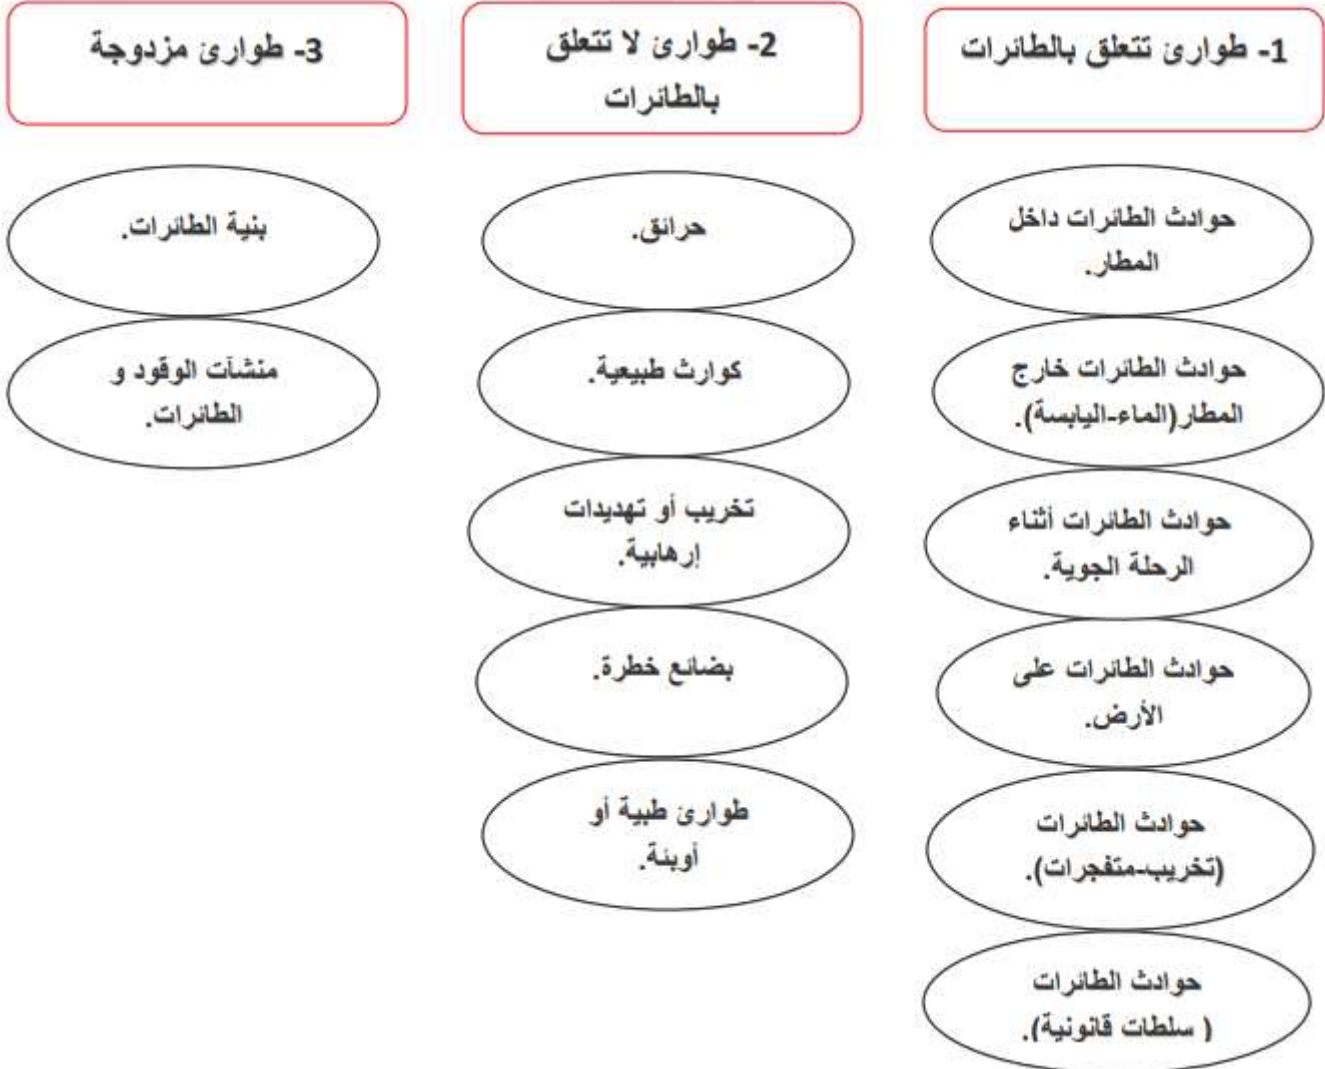 1- طوارئ تتعلق بالطائرات
حوادث الطائرات داخل
المطار.
حوادث الطائرات خارج
المطار(الماء-اليابسة).
حوادث الطائرات أثناء
الرحلة الجوية.
حوادث الطائرات على
الأرض.
حوادث الطائرات
(تخريب-متفجرات).
حوادث الطائرات
( سلطات قانونية).
2- طوارئ لا تتعلق
بالطائرات
حرائق.
كوارث طبيعية.
تخريب أو تهديدات
إرهابية.
بضائع خطرة.
طوارئ طبية أو
أوبئة.
3- طوارئ مزدوجة
بنية الطائرات.
منشآت الوقود و
الطائرات.